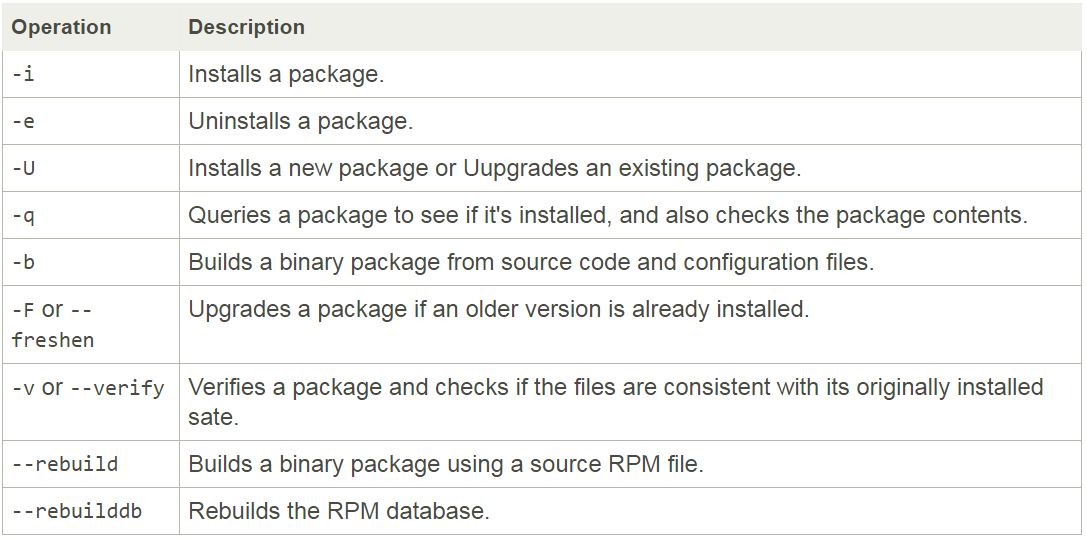 Operation Description
-i Installs a package.
-e Uninstalls a package.
-U Installs a new package or Uupgrades an existing package.
-q Queries a package to see if it's installed, and also checks the package contents.
-b Builds a binary package from source code and configuration files.
-F or -- Upgrades a package if an older version is already installed.
freshen
-v or --verify Verifies a package and checks if the files are consistent with its originally installed
sate.
--rebuild Builds a binary package using a source RPM file.
--rebuilddb Rebuilds the RPM database.